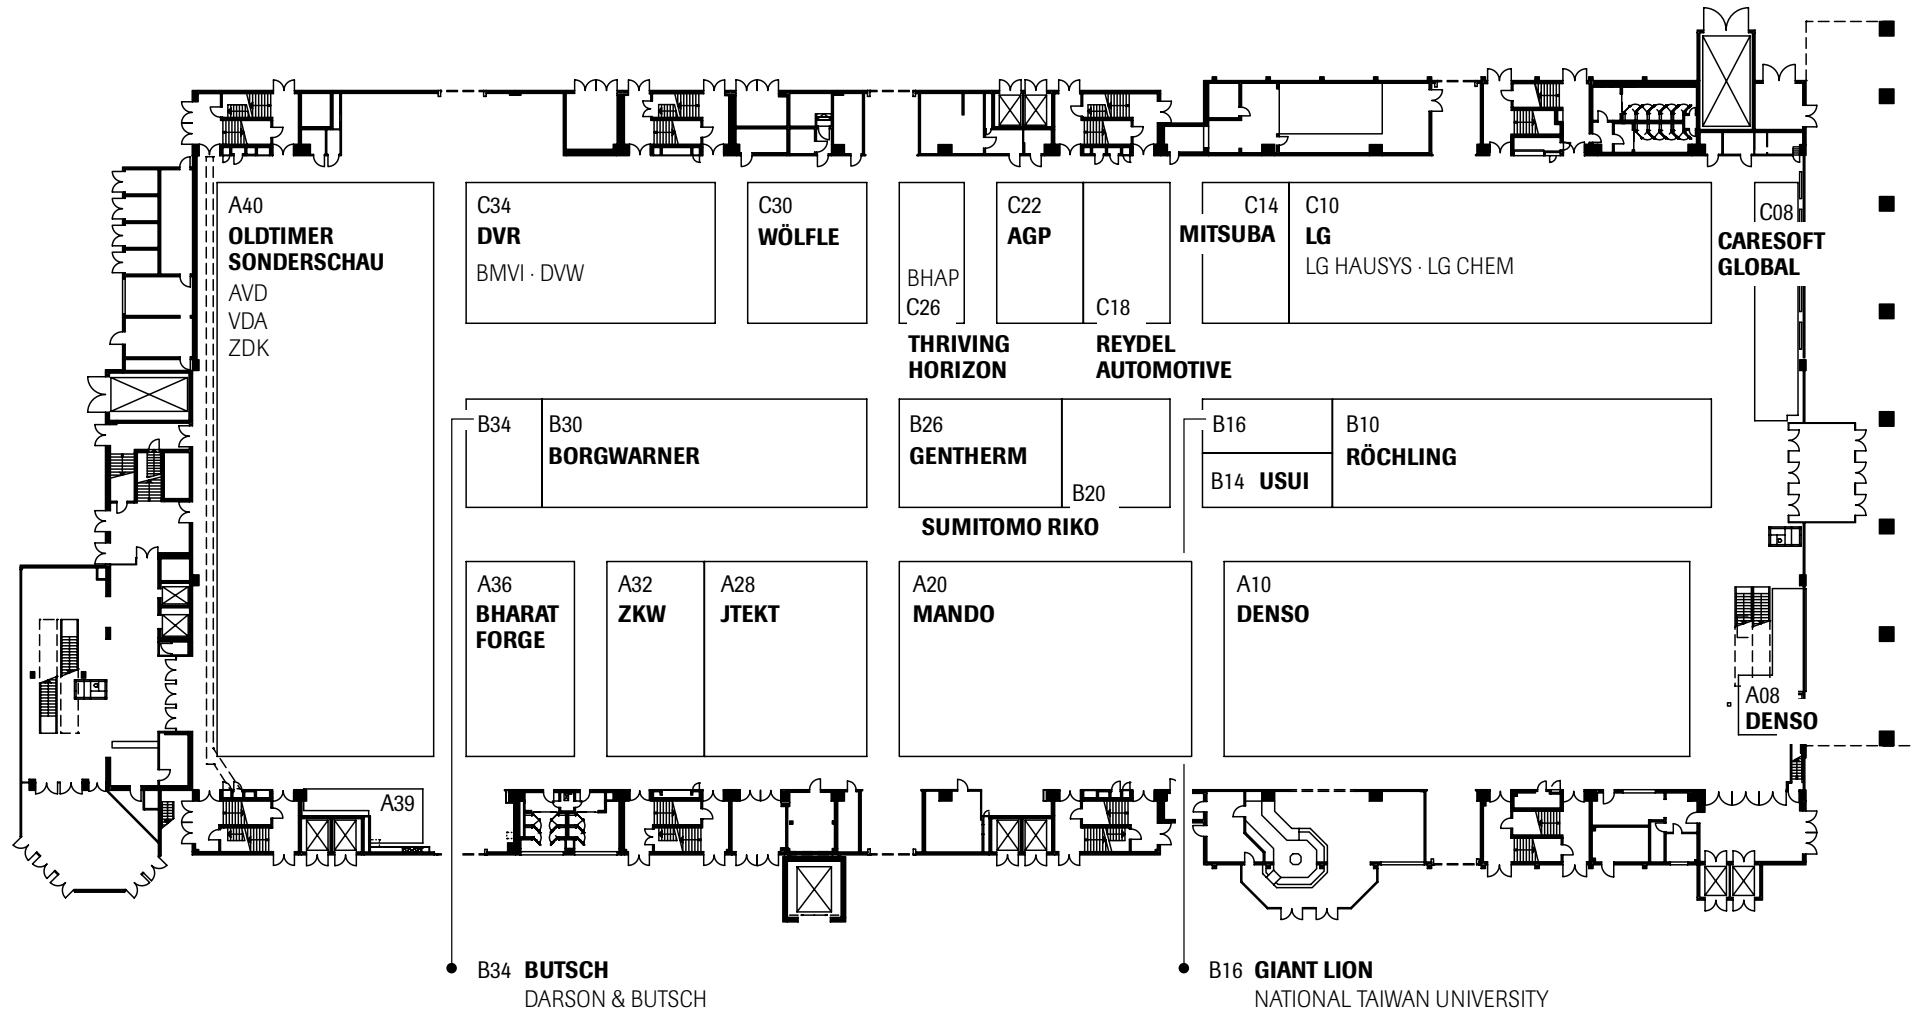 A40
OLDTIMER
SONDERSCHAU
AVD
VDA
ZDK
C34
DVR
BMVI · DVW
C30
WÖLFLE
BHAP
C26
THRIVING
HORIZON
C22
AGP
C18
REYDEL
AUTOMOTIVE
C14
MITSUBA
C10
LG
LG HAUSYS · LG CHEM
C08
CARESOFT
GLOBAL
B34
B30
BORGWARNER
B26
GENTHERM
B20
SUMITOMO RIKO
B16
B14 USUI
B10
RÖCHLING
A36
BHARAT
FORGE
A32
ZKW
A28
JTEKT
A20
MANDO
A10
DENSO
A08
DENSO
A39
B34 BUTSCH
DARSON & BUTSCH
B16 GIANT LION
NATIONAL TAIWAN UNIVERSITY